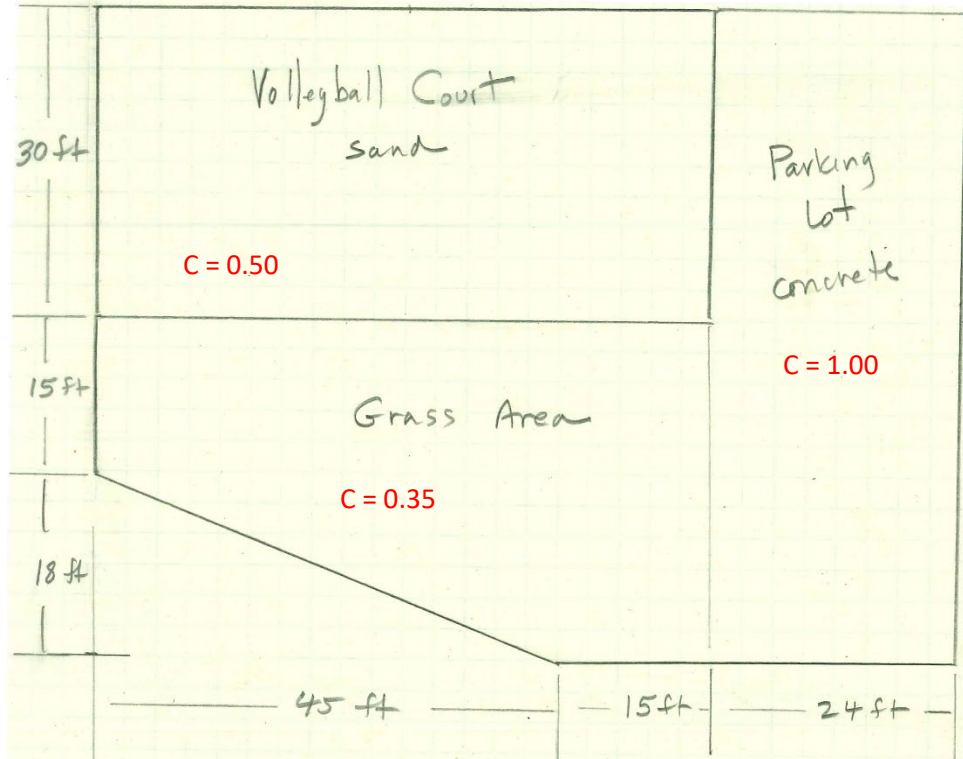 Volleyball Court
sand
30 ft
Parking
Lot
concrete
C = 0.50
C = 1.00
15 ft
Grass Area
C = 0.35
18 ft
45 ft
15 ft
24 ft